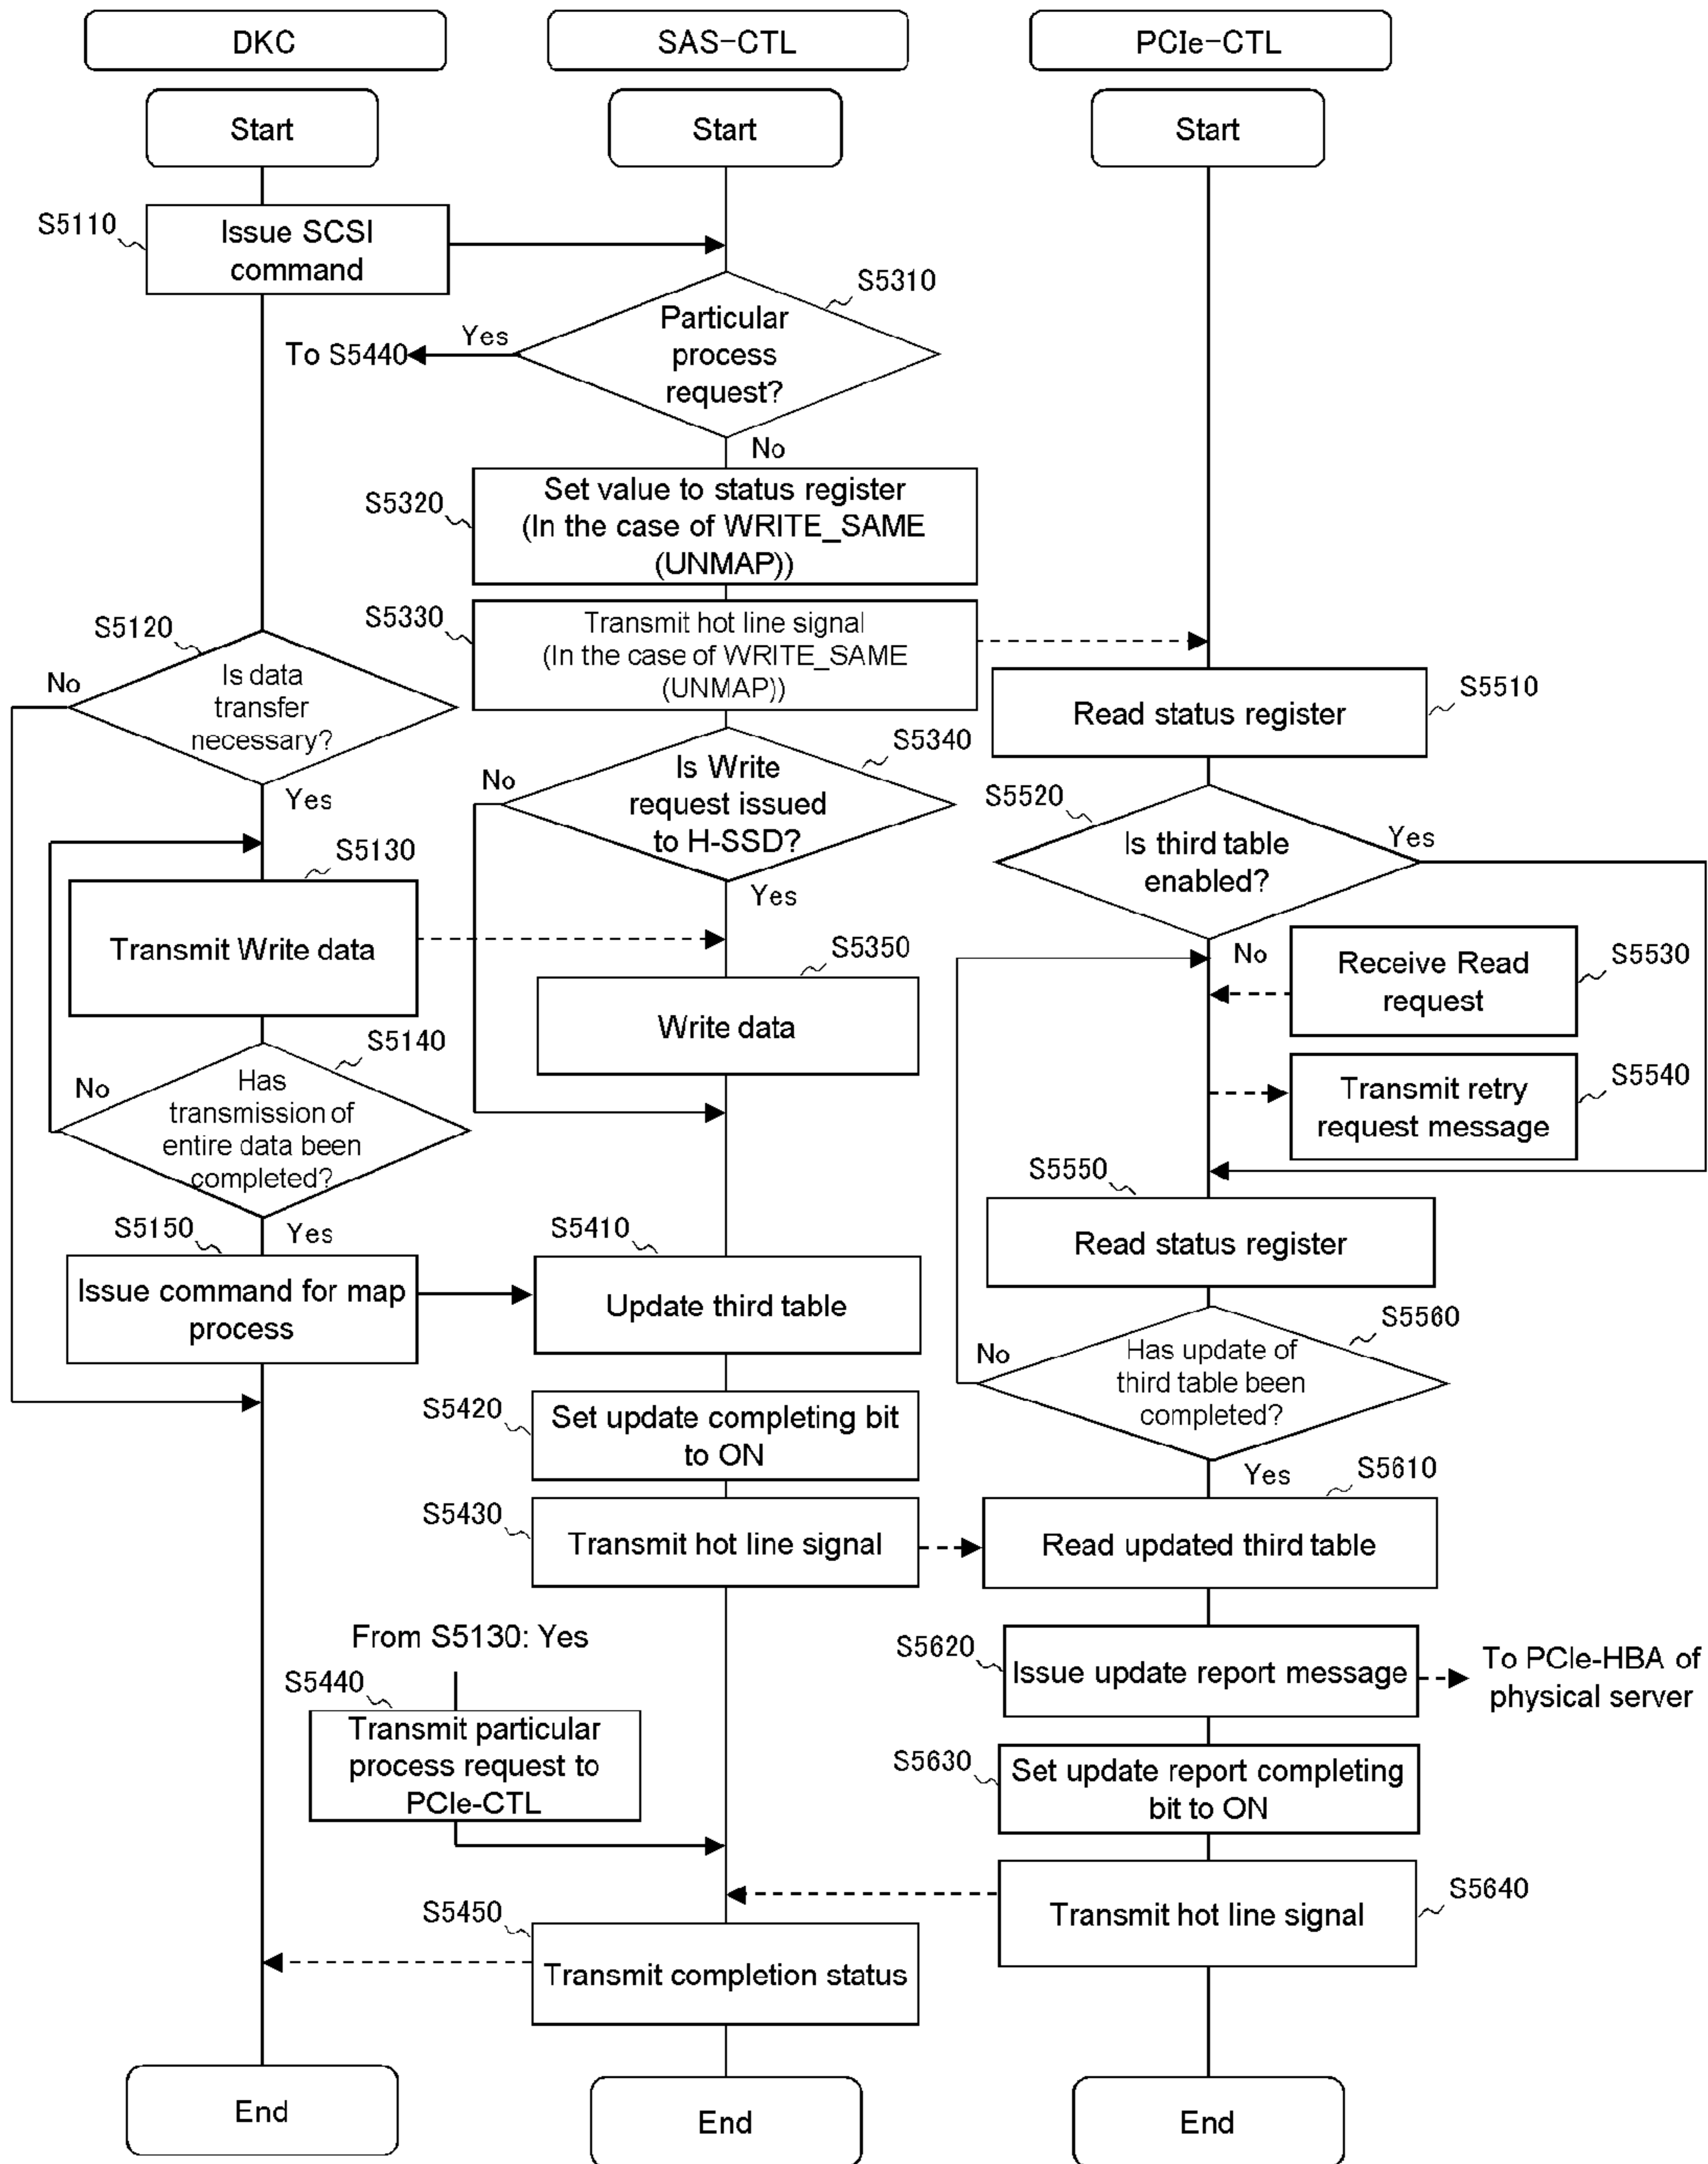 DKC
SAS-CTL
PCIe-CTL
Start
Start
Start
S5110
Issue SCSI
command
S5310
Particular
process
request?
Yes
To S5440
No
S5320
Set value to status register
(In the case of WRITE_SAME
(UNMAP))
S5330
Transmit hot line signal
(In the case of WRITE_SAME
(UNMAP))
S5120
Is data
transfer
necessary?
No
Yes
S5510
Read status register
S5340
Is Write
request issued
to H-SSD?
No
Yes
S5520
Is third table
enabled?
Yes
No
S5130
Transmit Write data
S5350
Write data
S5530
Receive Read
request
S5540
Transmit retry
request message
S5140
Has
transmission of
entire data been
completed?
No
Yes
S5550
Read status register
S5150
Issue command for map
process
S5410
Update third table
S5560
Has update of
third table been
completed?
No
Yes
S5420
Set update completing bit
to ON
S5430
Transmit hot line signal
S5610
Read updated third table
From S5130: Yes
S5440
Transmit particular
process request to
PCIe-CTL
S5620
Issue update report message
To PCIe-HBA of
physical server
S5630
Set update report completing
bit to ON
S5640
Transmit hot line signal
S5450
Transmit completion status
End
End
End